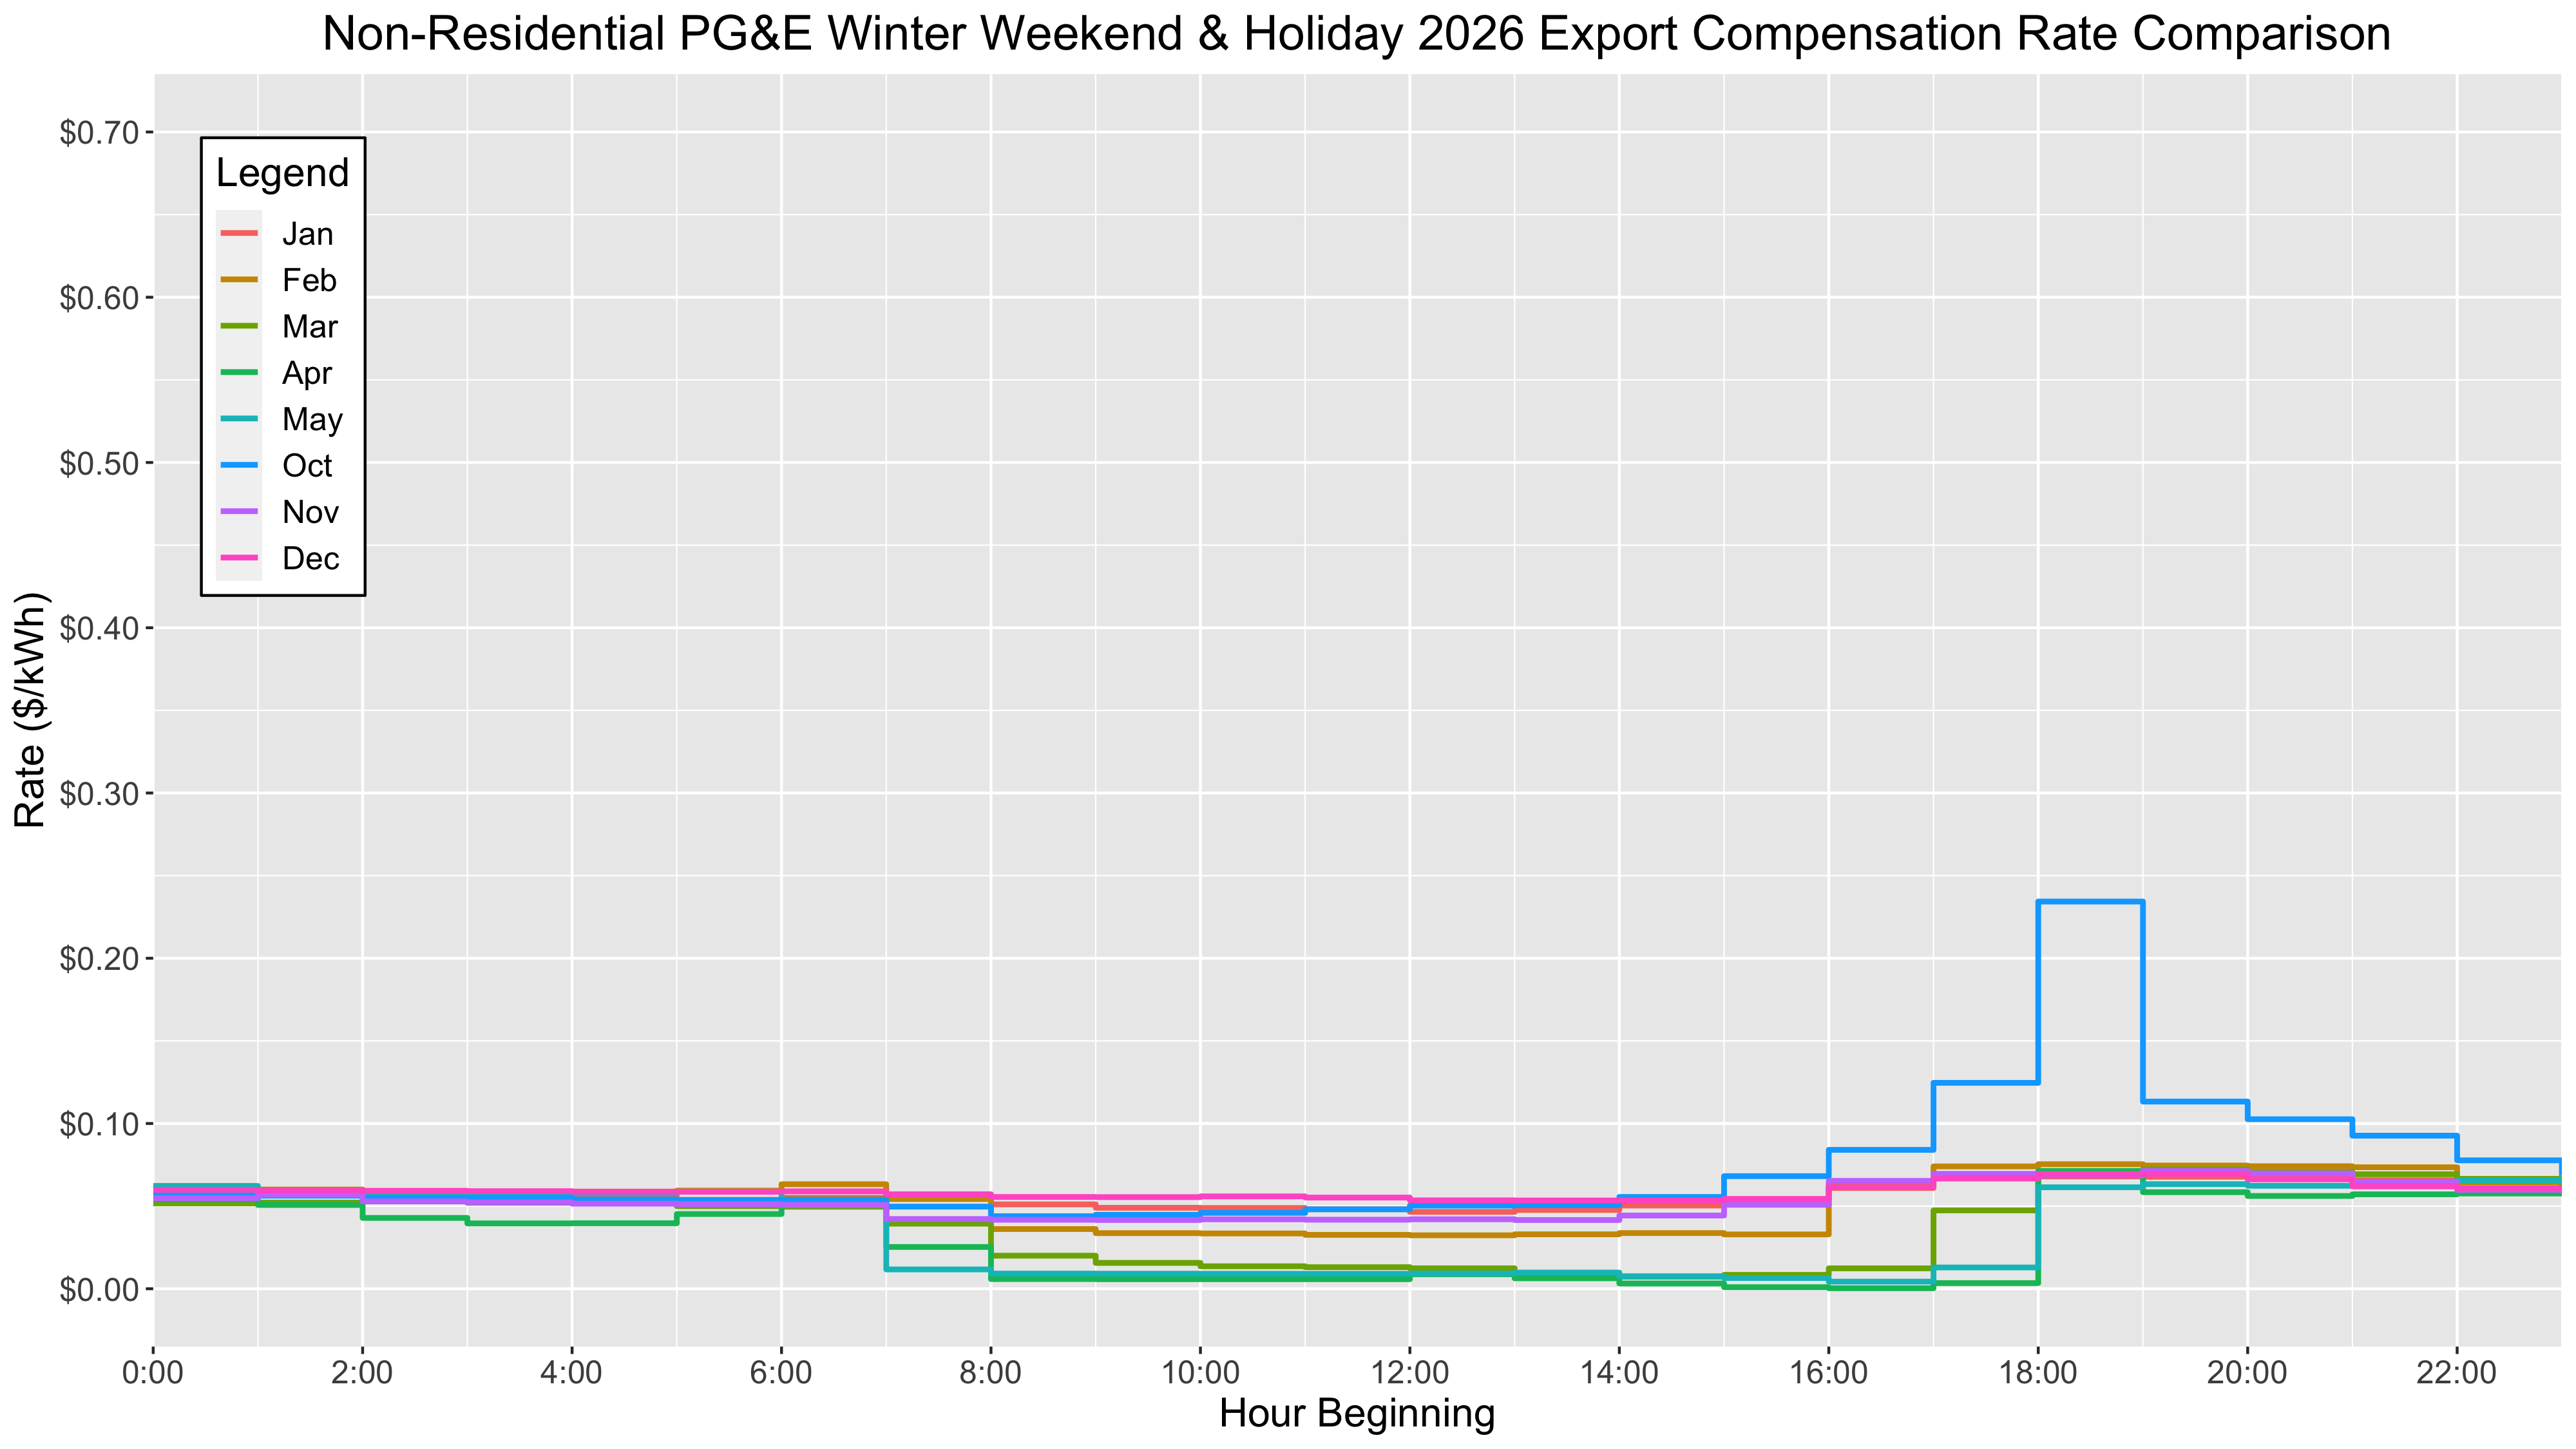 Non-Residential PG&E Winter Weekend & Holiday 2026 Export Compensation Rate Comparison
Rate ($/kWh)
$0.70
$0.60
$0.50
$0.40
$0.30
$0.20
$0.10
$0.00
Legend
Jan
Feb
Mar
Apr
May
Oct
Nov
Dec
0:00 2:00 4:00 6:00 8:00 10:00 12:00 14:00 16:00 18:00 20:00 22:00
Hour Beginning